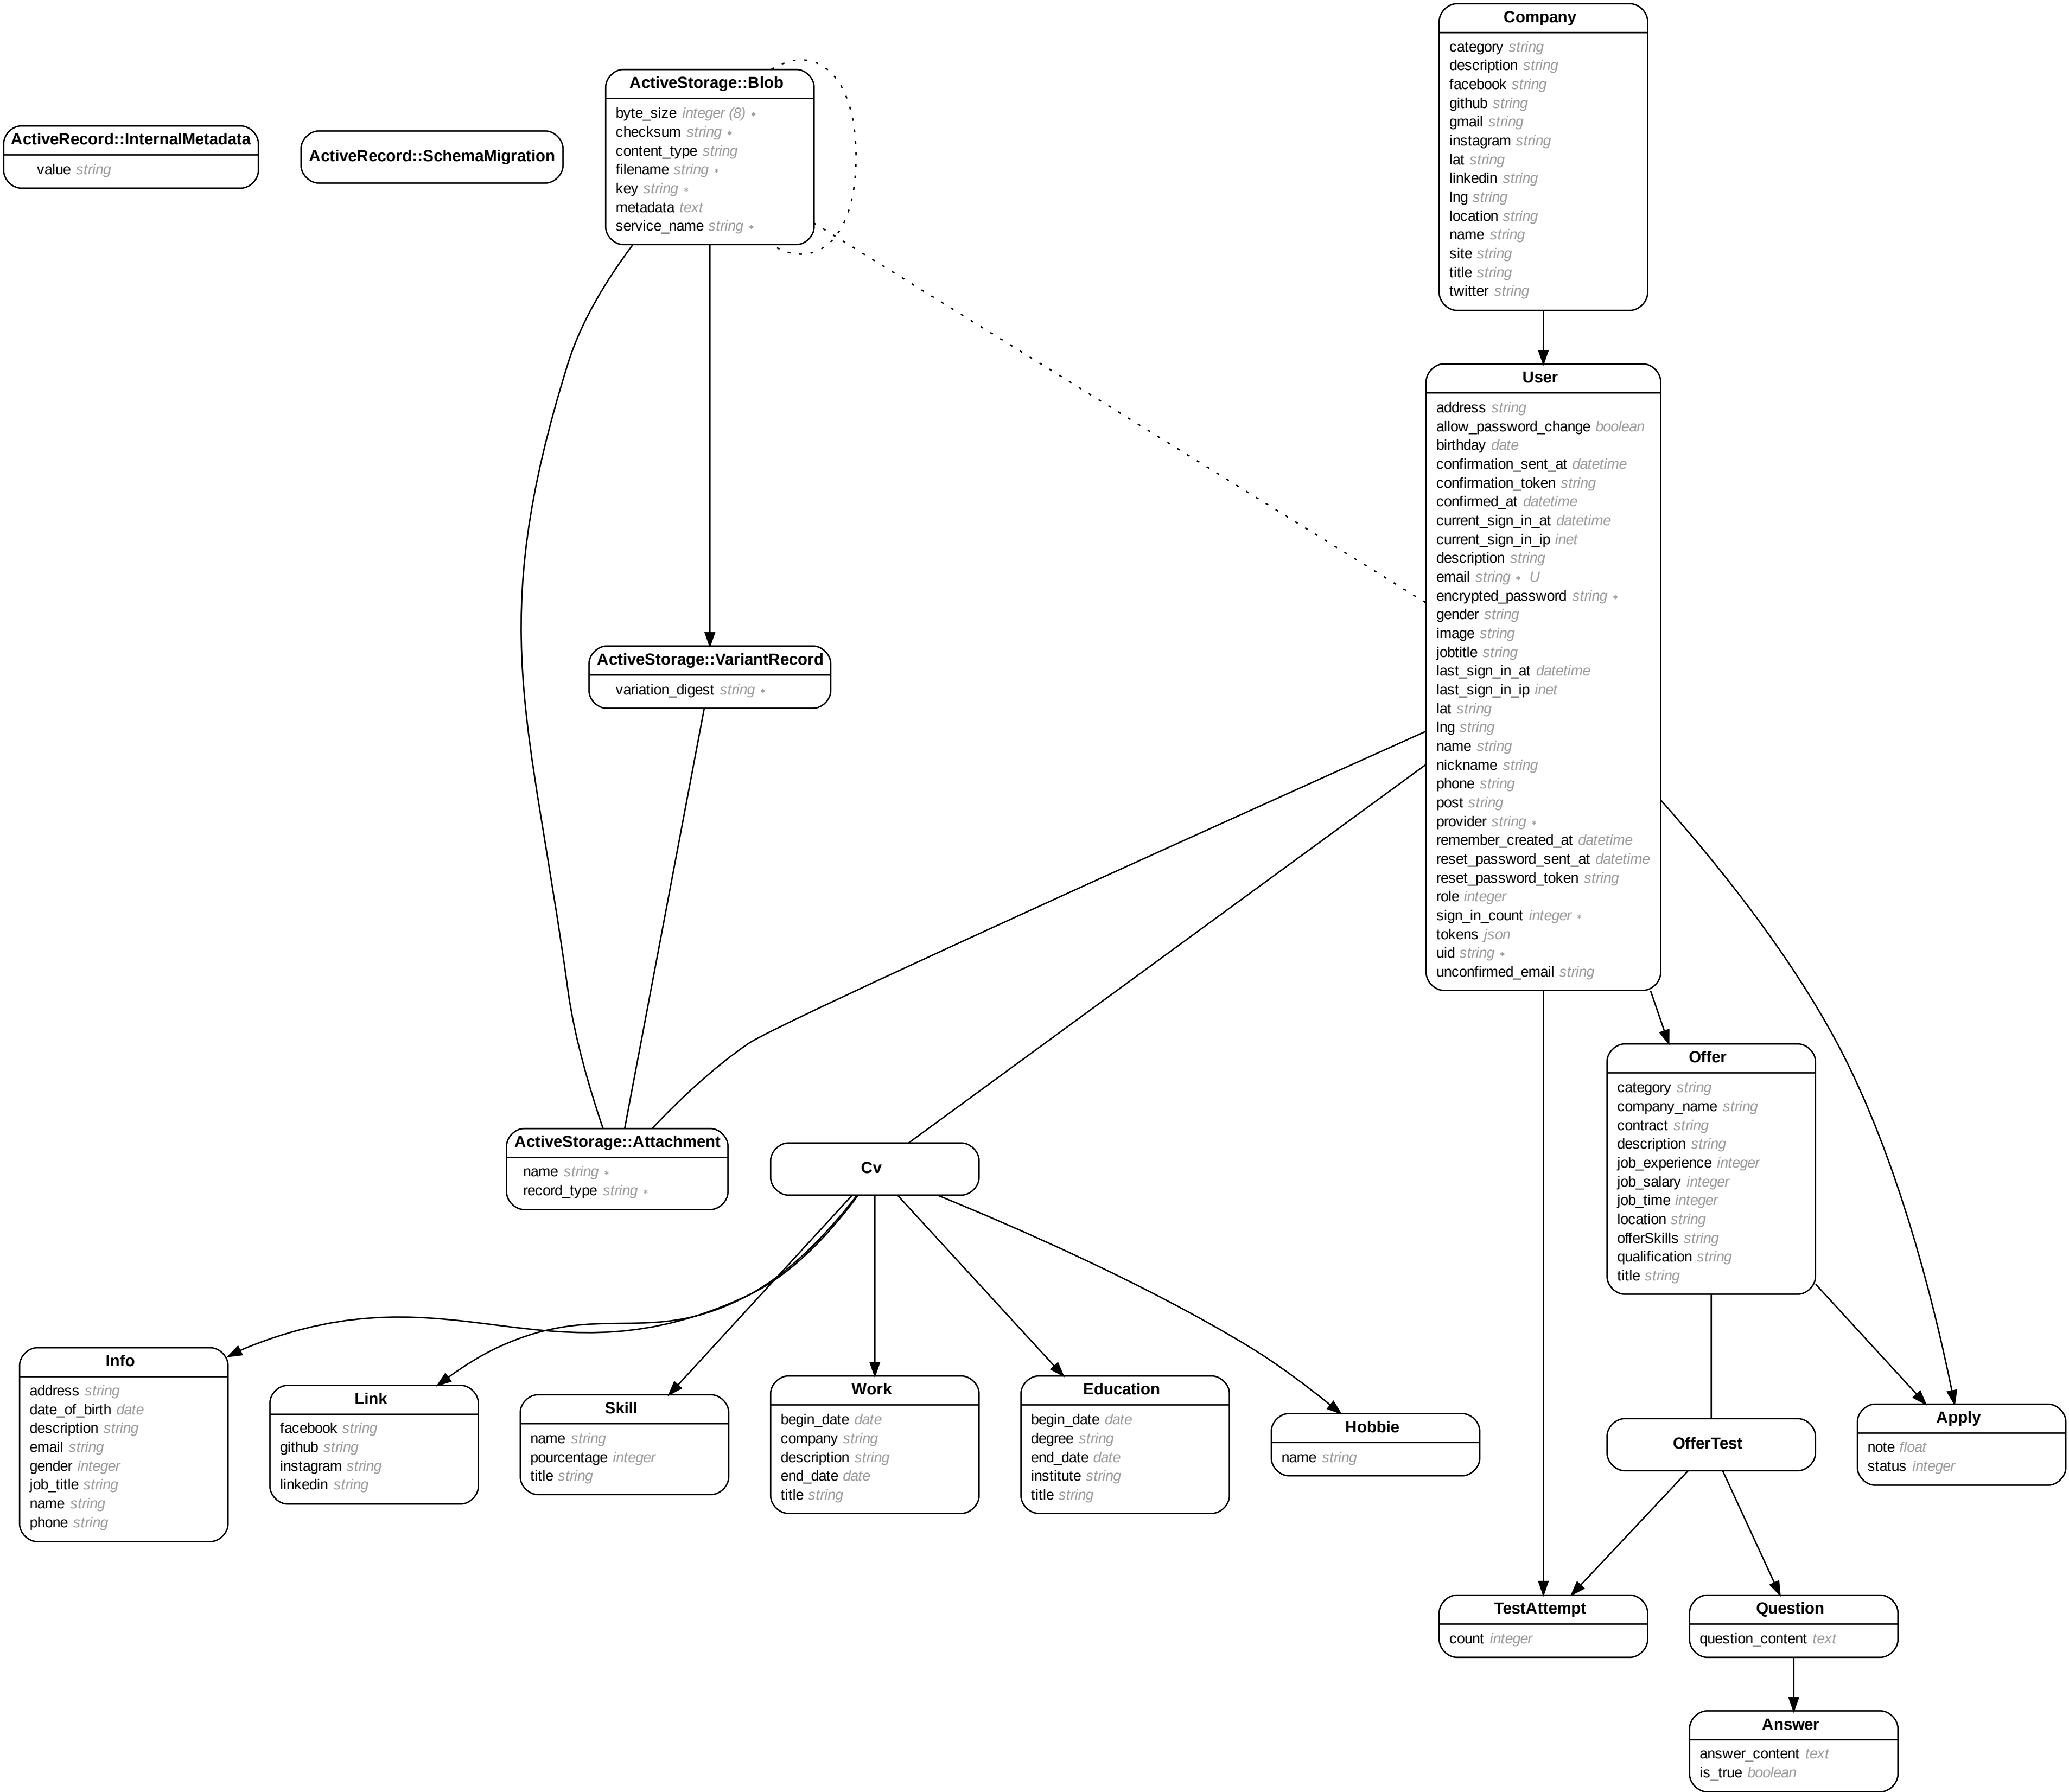 Company
category string
description string
facebook string
github string
gmail string
instagram string
lat string
linkedin string
lng string
location string
name string
site string
title string
twitter string
ActiveStorage::Blob
byte_size integer (8) *
checksum string *
content_type string
filename string *
key string *
metadata text
service_name string *
ActiveRecord::InternalMetadata
value string
ActiveRecord::SchemaMigration
User
address string
allow_password_change boolean
birthday date
confirmation_sent_at datetime
confirmation_token string
confirmed_at datetime
current_sign_in_at datetime
current_sign_in_ip inet
description string
email string * U
encrypted_password string *
gender string
image string
jobtitle string
last_sign_in_at datetime
last_sign_in_ip inet
lat string
lng string
name string
nickname string
phone string
post string
provider string *
remember_created_at datetime
reset_password_sent_at datetime
reset_password_token string
role integer
sign_in_count integer *
tokens json
uid string *
unconfirmed_email string
ActiveStorage::VariantRecord
variation_digest string *
Offer
category string
company_name string
contract string
description string
job_experience integer
job_salary integer
job_time integer
location string
offerSkills string
qualification string
title string
ActiveStorage::Attachment
name string *
record_type string *
Cv
Info
address string
date_of_birth date
description string
email string
gender integer
job_title string
name string
phone string
Link
facebook string
github string
instagram string
linkedin string
Skill
name string
pourcentage integer
title string
Work
begin_date date
company string
description string
end_date date
title string
Education
begin_date date
degree string
end_date date
institute string
title string
Hobbie
name string
OfferTest
Apply
note float
status integer
TestAttempt
count integer
Question
question_content text
Answer
answer_content text
is_true boolean